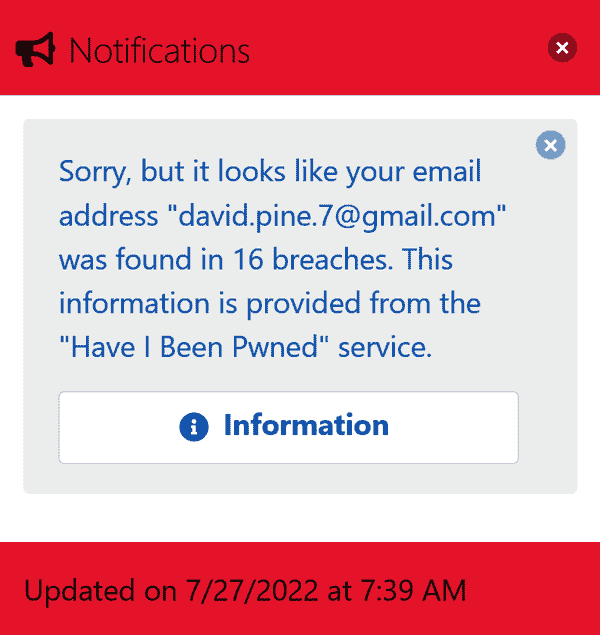 Notifications
Sorry, but it looks like your email
address "david.pine.7@gmail.com"
was found in 16 breaches. This
information is provided from the
"Have I Been Pwned" service.
Information
Updated on 7/27/2022 at 7:39 AM